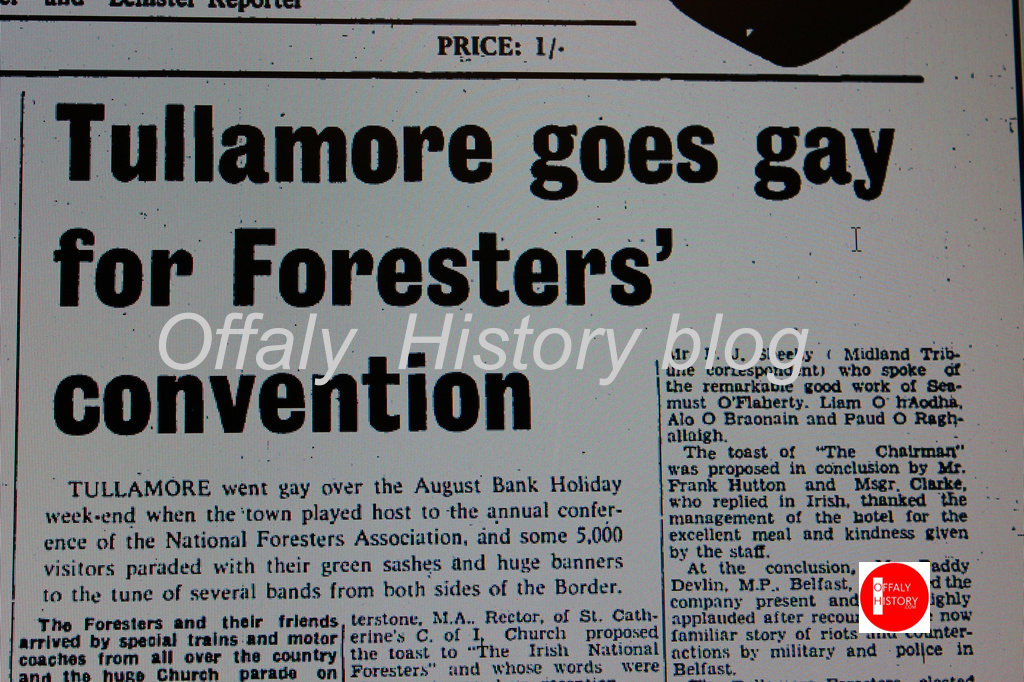 and Leinster Reporter
PRICE: 1/-
Tullamore goes gay
for Foresters'
convention
TULLAMORE went gay over the August Bank Holiday
week-end when the town played host to the annual confer-
ence of the National Foresters Association, and some 5,000
visitors paraded with their green sashes and huge banners
to the tune of several bands from both sides of the Border.
The Foresters and their friends
arrived by special trains and motor
coaches from all over the country
and the huge Church parade on
terstone, M.A., Rector, of St. Cath-
erine's C. of I. Church proposed
the toast to "The Irish National
Foresters" and whose words were
Mr J. Sheehy ( Midland Trib-
une correspondent) who spoke of
the remarkable good work of Sea-
must O'Flaherty. Liam O' hAodha,
Alo O Braonain and Paud O Ragh-
allaigh.
The toast of "The Chairman"
was proposed in conclusion by Mr.
Frank Hutton and Msgr. Clarke,
who replied in Irish, thanked the
management of the hotel for the
excellent meal and kindness given
by the staff.
At the conclusion, addy
Devlin, M.P., Belfast, d the
company present and ighly
applauded after recoun now
familiar story of riots and counter-
actions by military and police in
Belfast.
Offaly History blog
OFFALY
HISTORY
.com